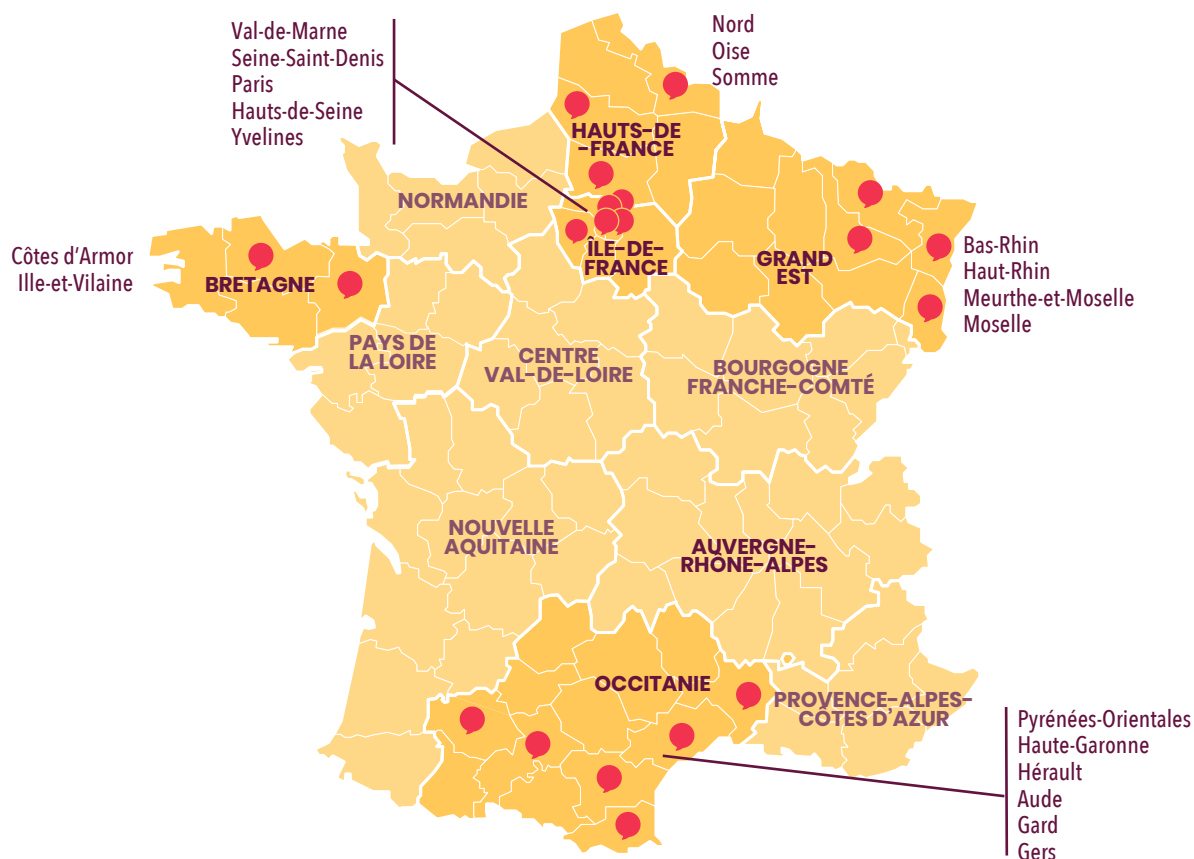 Val-de-Marne
Seine-Saint-Denis
Paris
Hauts-de-Seine
Yvelines
Nord
Oise
Somme
HAUTS-DE
-FRANCE
NORMANDIE
ÎLE-DE-
FRANCE
GRAND
EST
Bas-Rhin
Haut-Rhin
Meurthe-et-Moselle
Moselle
Côtes d'Armor
Ille-et-Vilaine
BRETAGNE
PAYS DE
LA LOIRE
CENTRE
VAL-DE-LOIRE
BOURGOGNE
FRANCHE-COMTÉ
NOUVELLE
AQUITAINE
AUVERGNE-
RHÔNE-ALPES
OCCITANIE
PROVENCE-ALPES-
CÔTES D'AZUR
Pyrénées-Orientales
Haute-Garonne
Hérault
Aude
Gard
Gers